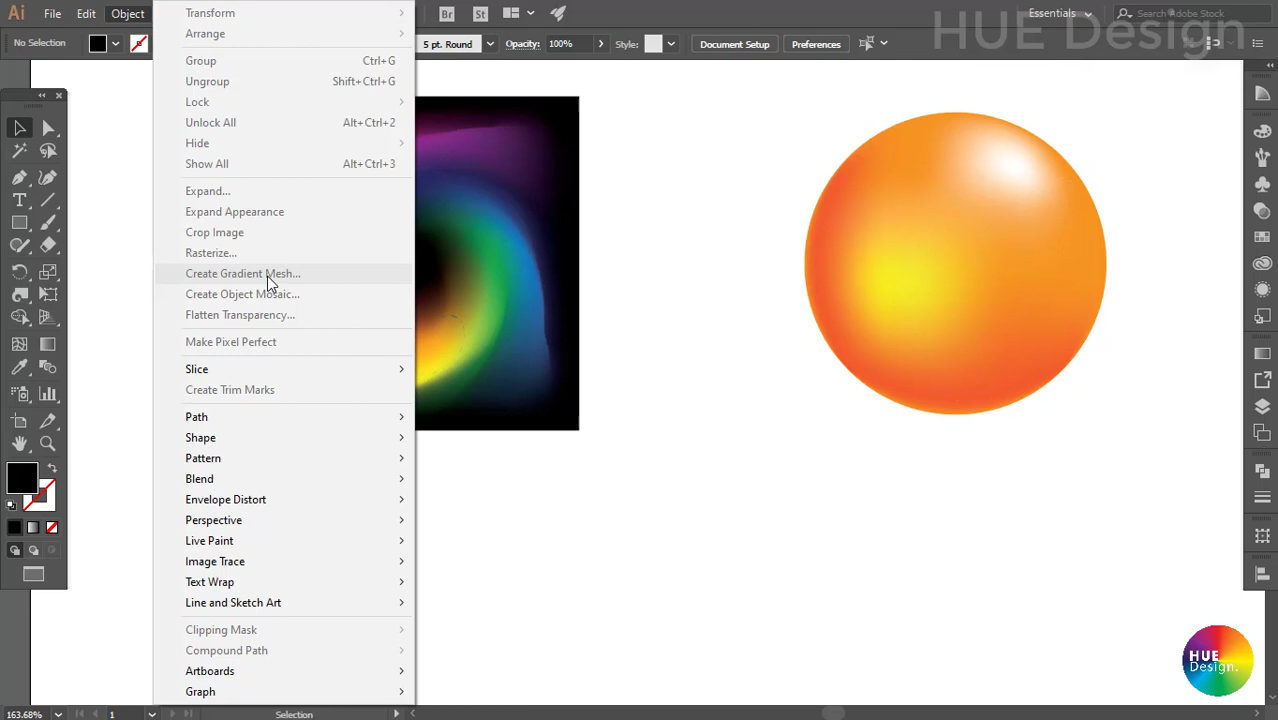 Ai File Edit Object Br St Essentials Search Adobe Stock
HUE Design
No Selection 5 pt. Round Opacity: 100% Style: Document Setup Preferences
Transform
Arrange
Group Ctrl+G
Ungroup Shift+Ctrl+G
Lock
Unlock All Alt+Ctrl+2
Hide
Show All Alt+Ctrl+3
Expand...
Expand Appearance
Crop Image
Rasterize...
Create Gradient Mesh...
Create Object Mosaic...
Flatten Transparency...
Make Pixel Perfect
Slice
Create Trim Marks
Path
Shape
Pattern
Blend
Envelope Distort
Perspective
Live Paint
Image Trace
Text Wrap
Line and Sketch Art
Clipping Mask
Compound Path
Artboards
Graph
HUE
Design.
163.68% 1 Selection